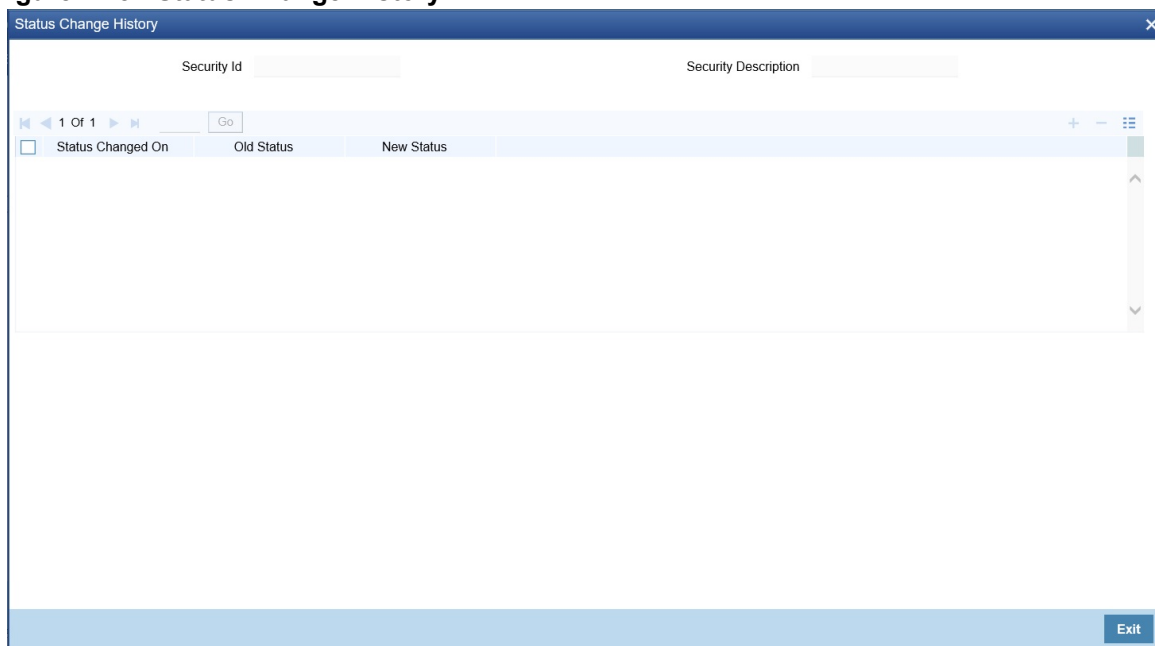 Status Change History
Security Id Security Description
1 Of 1 Go
Status Changed On Old Status New Status
Exit